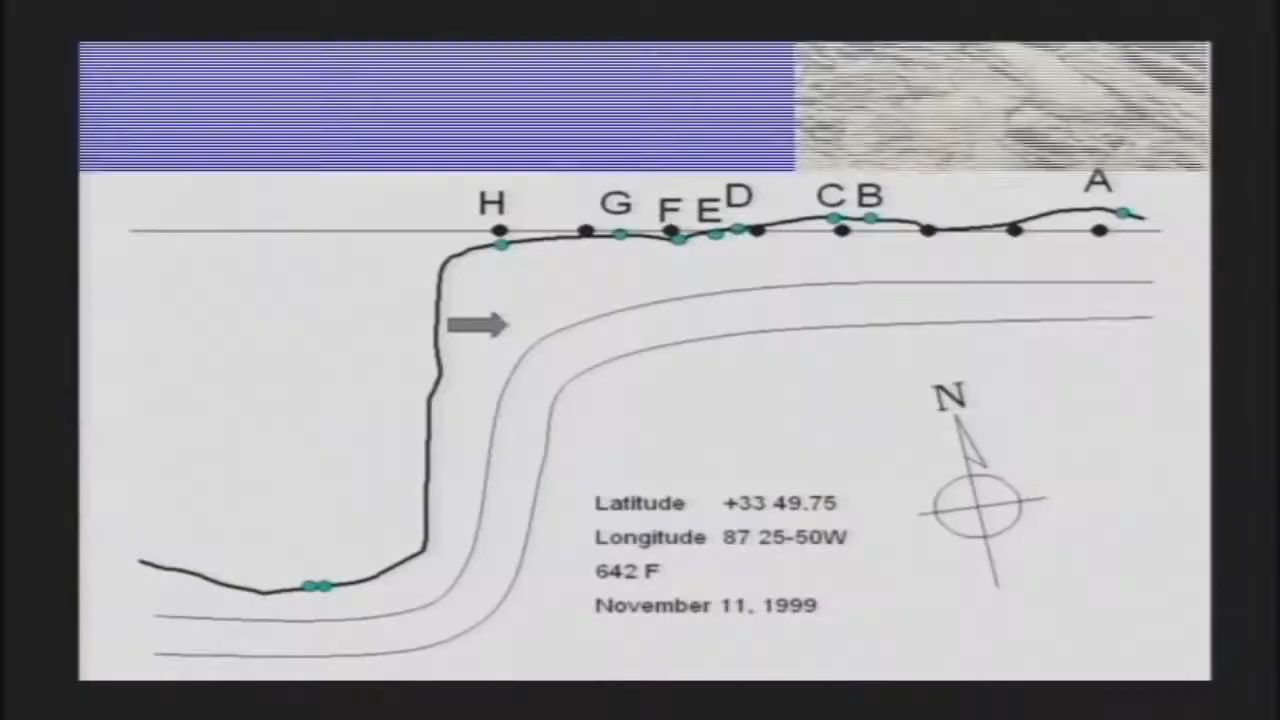 A
H G F E D C B
N
Latitude +33 49.75
Longitude 87 25-50W
642 F
November 11, 1999